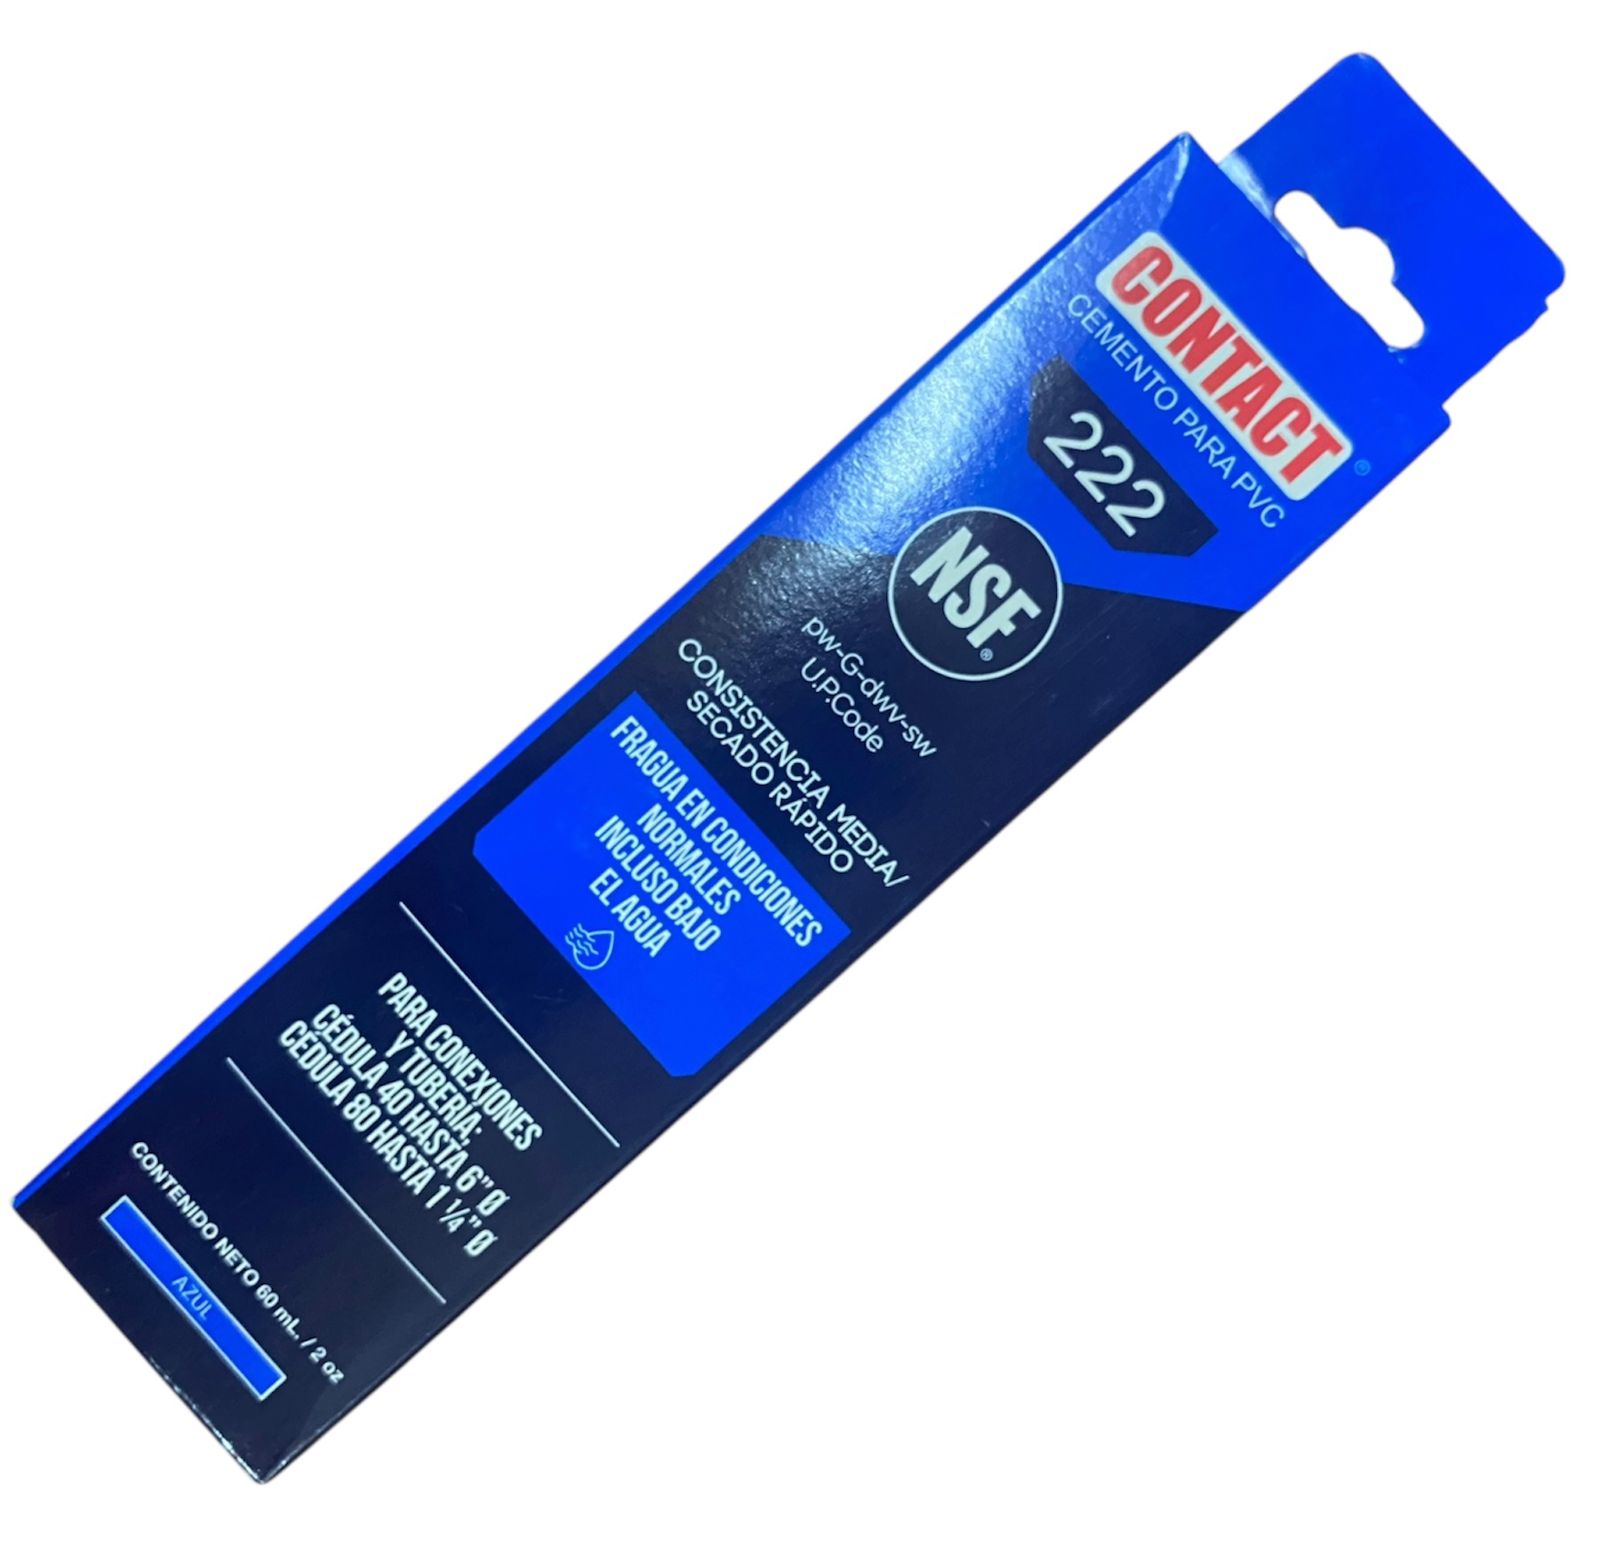 CONTACT®
CEMENTO PARA PVC
222
NSF®
pw-G-dwv-sw
U.P.Code
CONSISTENCIA MEDIA/
SECADO RÁPIDO
FRAGUA EN CONDICIONES
NORMALES
INCLUSO BAJO
EL AGUA
PARA CONEXIONES
Y TUBERIA;
CÉDULA 40 HASTA 6" Ø
CÉDULA 80 HASTA 1 ¼" Ø
CONTENIDO NETO 60 mL. / 2 oz
AZUL